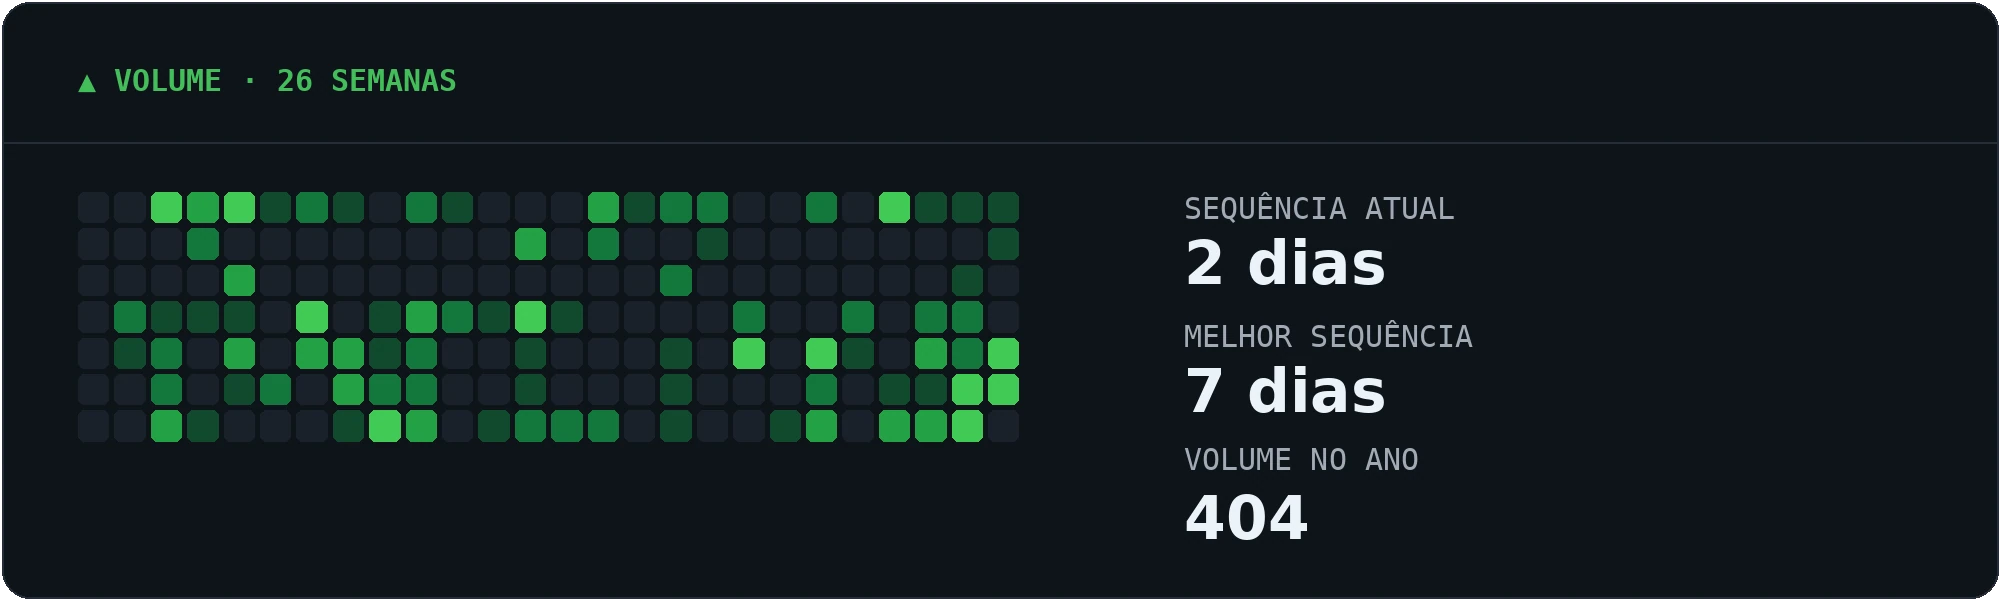 ▲ VOLUME · 26 SEMANAS
SEQUÊNCIA ATUAL
2 dias
MELHOR SEQUÊNCIA
7 dias
VOLUME NO ANO
404